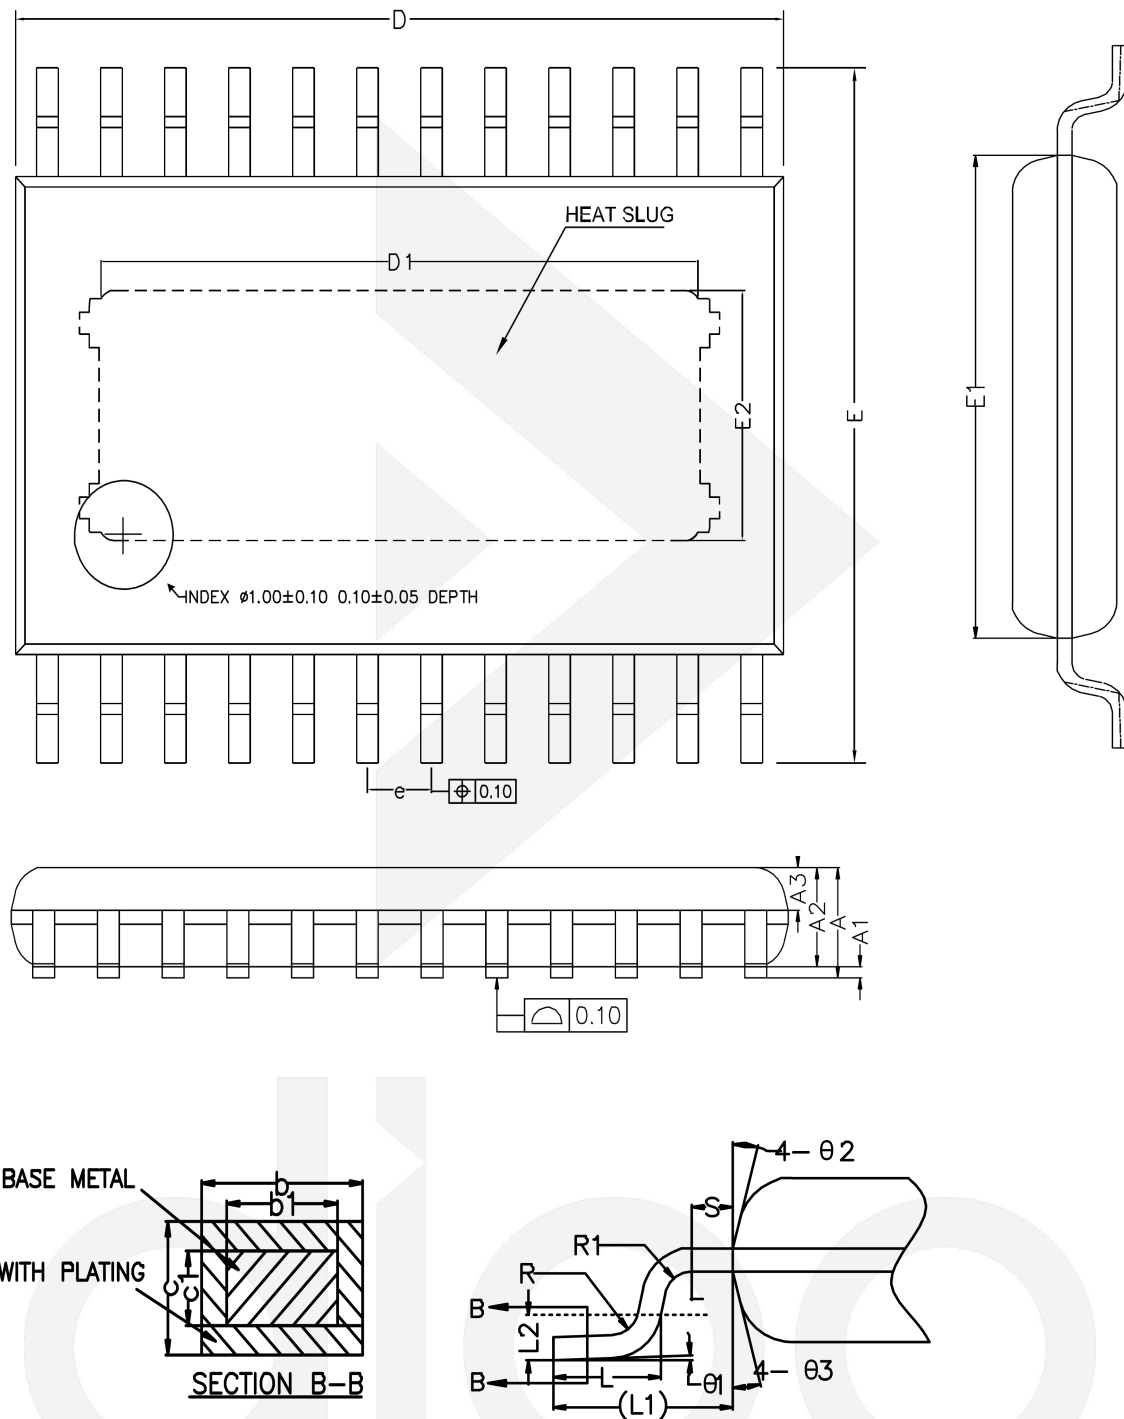 D
HEAT SLUG
D1
E2
E
E1
INDEX ø1.00±0.10 0.10±0.05 DEPTH
e
0.10
A3
A2
A
A1
0.10
BASE METAL
b
b1
WITH PLATING
c
c1
SECTION B-B
4- θ2
S
R1
R
B
L2
B
L
θ1
4- θ3
(L1)